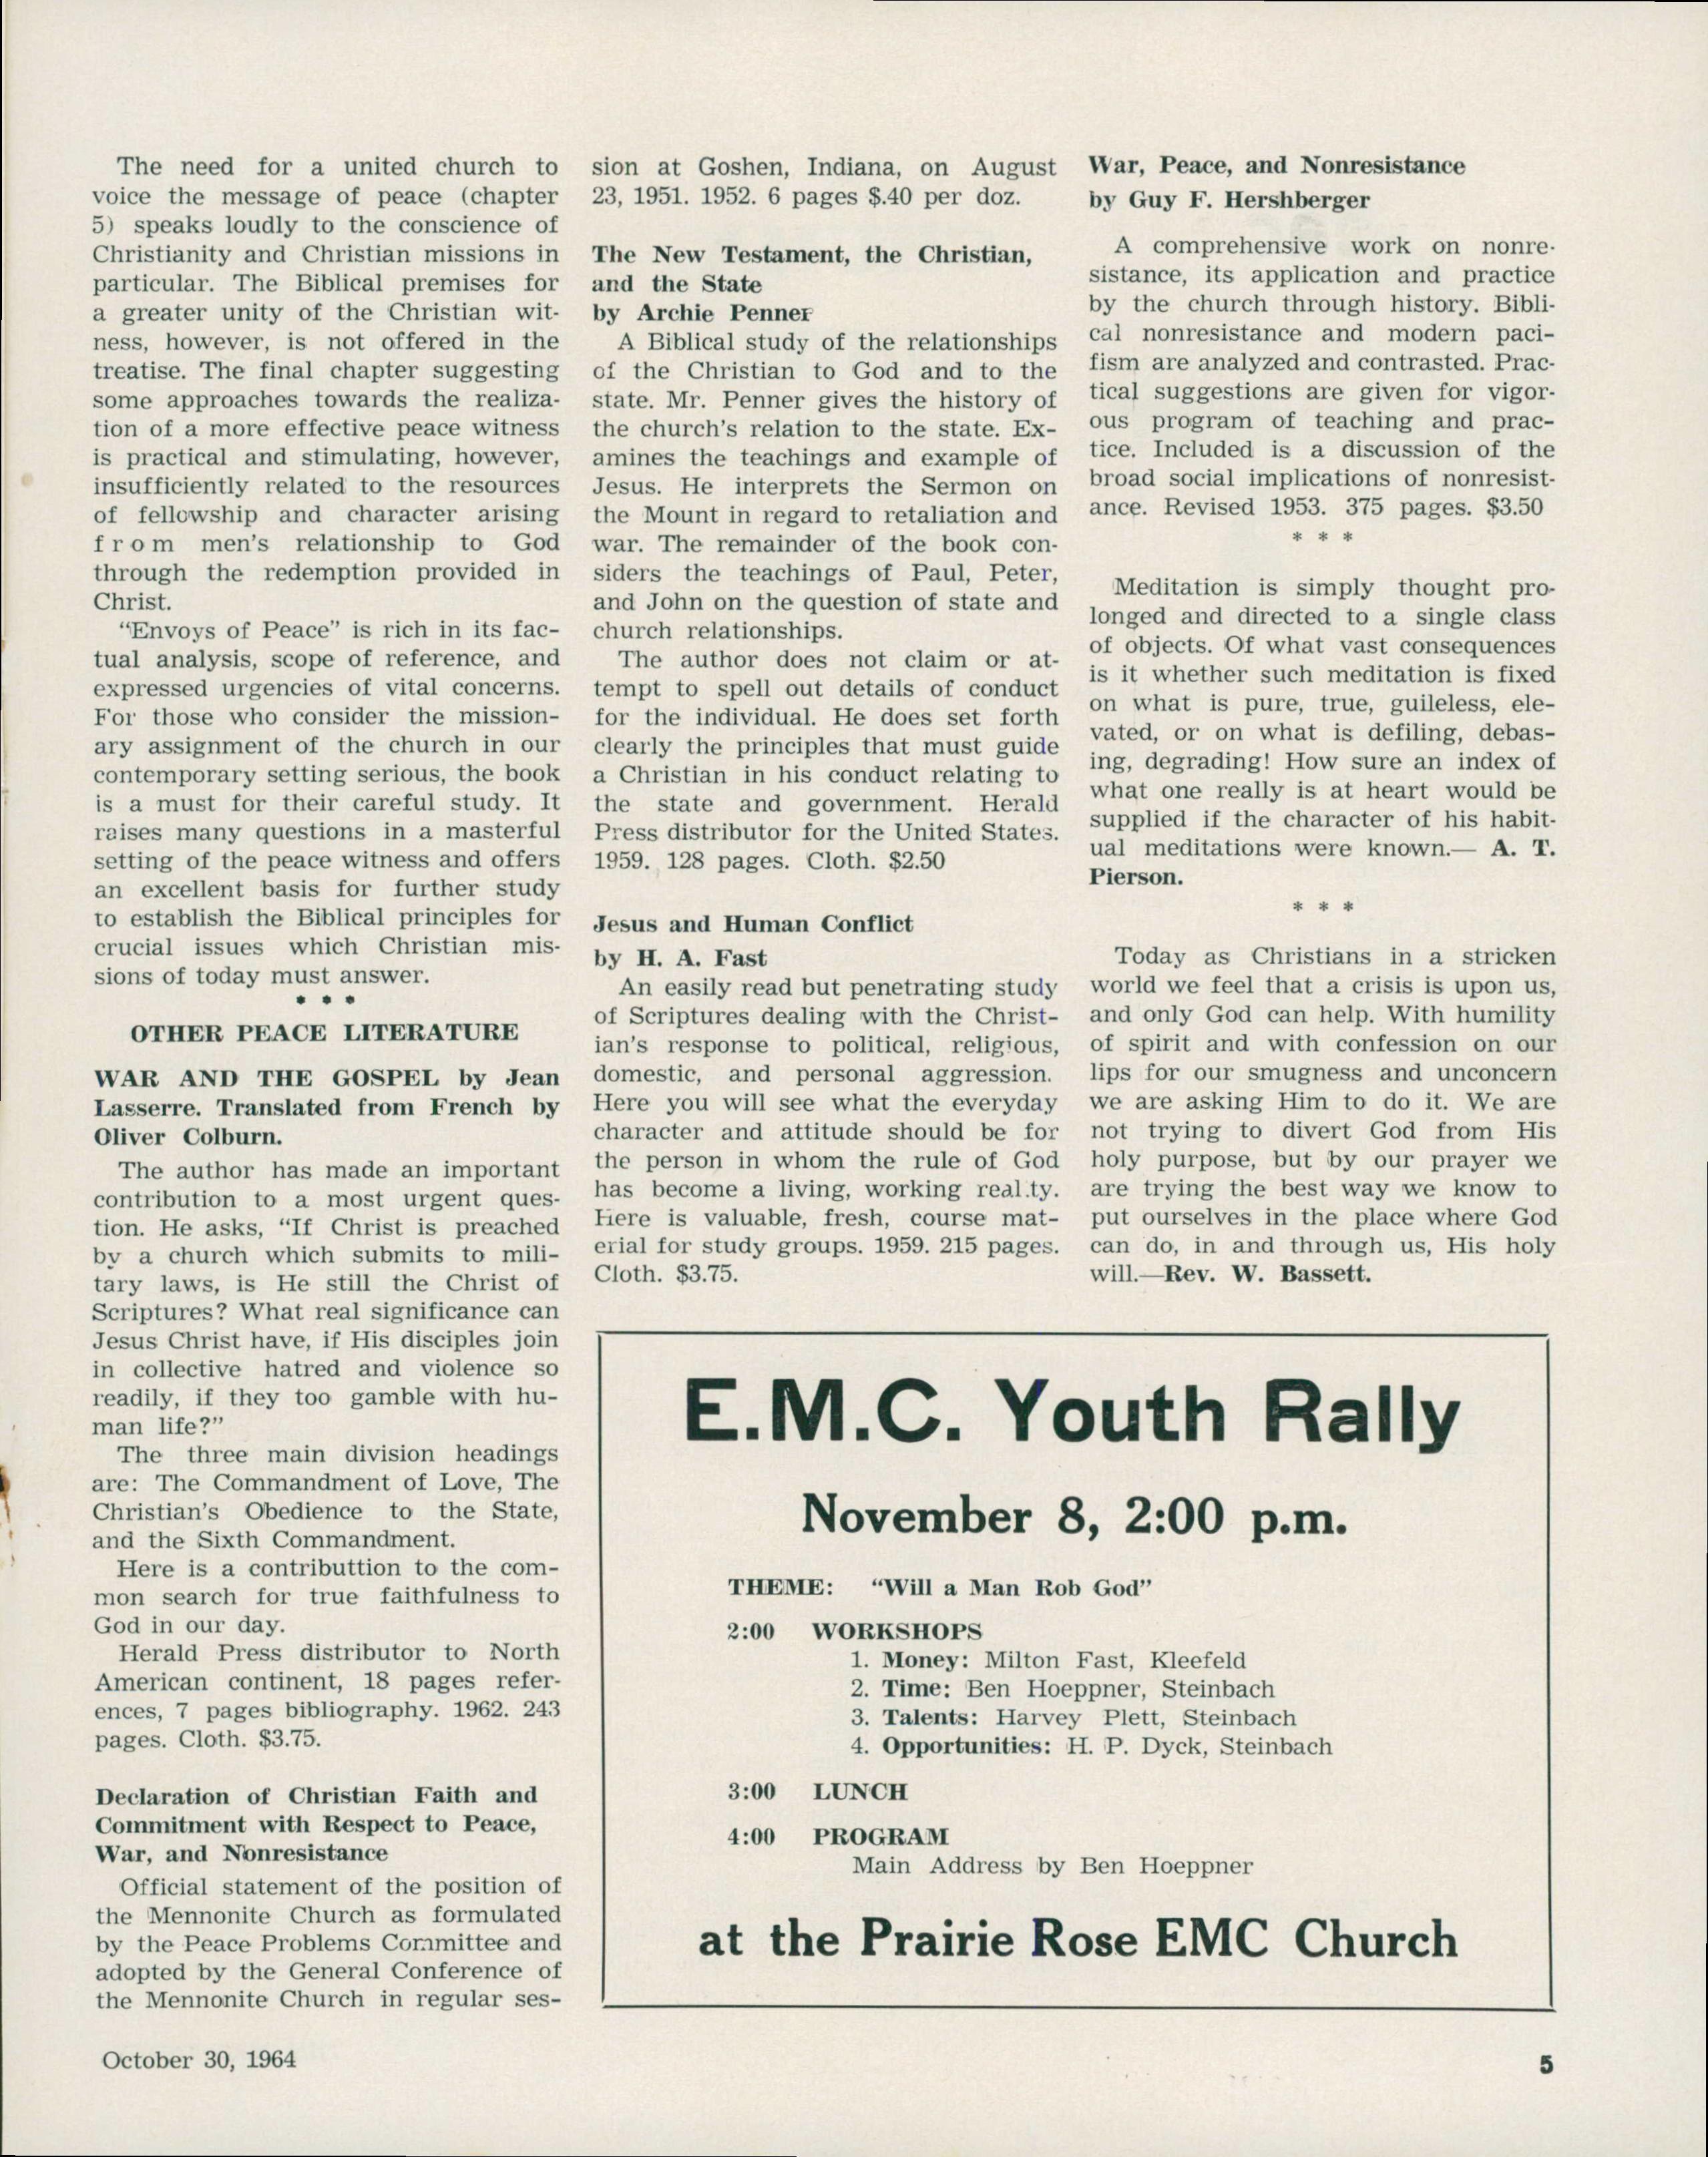 The need for a united church to
voice the message of peace (chapter
5) speaks loudly to the conscience of
Christianity and Christian missions in
particular. The Biblical premises for
a greater unity of the Christian wit-
ness, however, is not offered in the
treatise. The final chapter suggesting
some approaches towards the realiza-
tion of a more effective peace witness
is practical and stimulating, however,
insufficiently related to the resources
of fellowship and character arising
from men's relationship to God
through the redemption provided in
Christ.
"Envoys of Peace" is rich in its fac-
tual analysis, scope of reference, and
expressed urgencies of vital concerns.
For those who consider the mission-
ary assignment of the church in our
contemporary setting serious, the book
is a must for their careful study. It
raises many questions in a masterful
setting of the peace witness and offers
an excellent basis for further study
to establish the Biblical principles for
crucial issues which Christian mis-
sions of today must answer.
• • •
OTHER PEACE LITERATURE
WAR AND THE GOSPEL by Jean
Lasserre. Translated from French by
Oliver Colburn.
The author has made an important
contribution to a most urgent ques-
tion. He asks, "If Christ is preached
by a church which submits to mili-
tary laws, is He still the Christ of
Scriptures? What real significance can
Jesus Christ have, if His disciples join
in collective hatred and violence so
readily, if they too gamble with hu-
man life?"
The three main division headings
are: The Commandment of Love, The
Christian's Obedience to the State,
and the Sixth Commandment.
Here is a contributtion to the com-
mon search for true faithfulness to
God in our day.
Herald Press distributor to North
American continent, 18 pages refer-
ences, 7 pages bibliography. 1962. 243
pages. Cloth. $3.75.
Declaration of Christian Faith and
Commitment with Respect to Peace,
War, and Nonresistance
Official statement of the position of
the Mennonite Church as formulated
by the Peace Problems Committee and
adopted by the General Conference of
the Mennonite Church in regular ses-
sion at Goshen, Indiana, on August
23, 1951. 1952. 6 pages $.40 per doz.
The New Testament, the Christian,
and the State
by Archie Penner
A Biblical study of the relationships
of the Christian to God and to the
state. Mr. Penner gives the history of
the church's relation to the state. Ex-
amines the teachings and example of
Jesus. He interprets the Sermon on
the Mount in regard to retaliation and
war. The remainder of the book con-
siders the teachings of Paul, Peter,
and John on the question of state and
church relationships.
The author does not claim or at-
tempt to spell out details of conduct
for the individual. He does set forth
clearly the principles that must guide
a Christian in his conduct relating to
the state and government. Herald
Press distributor for the United States.
1959. 128 pages. Cloth. $2.50
Jesus and Human Conflict
by H. A. Fast
An easily read but penetrating study
of Scriptures dealing with the Christ-
ian's response to political, religious,
domestic, and personal aggression.
Here you will see what the everyday
character and attitude should be for
the person in whom the rule of God
has become a living, working real.ty.
Here is valuable, fresh, course mat-
erial for study groups. 1959. 215 pages.
Cloth. $3.75.
War, Peace, and Nonresistance
by Guy F. Hershberger
A comprehensive work on nonre-
sistance, its application and practice
by the church through history. Bibli-
cal nonresistance and modern paci-
fism are analyzed and contrasted. Prac-
tical suggestions are given for vigor-
ous program of teaching and prac-
tice. Included is a discussion of the
broad social implications of nonresist-
ance. Revised 1953. 375 pages. $3.50
* * *
Meditation is simply thought pro-
longed and directed to a single class
of objects. Of what vast consequences
is it whether such meditation is fixed
on what is pure, true, guileless, ele-
vated, or on what is defiling, debas-
ing, degrading! How sure an index of
what one really is at heart would be
supplied if the character of his habit-
ual meditations were known.— A. T.
Pierson.
* * *
Today as Christians in a stricken
world we feel that a crisis is upon us,
and only God can help. With humility
of spirit and with confession on our
lips for our smugness and unconcern
we are asking Him to do it. We are
not trying to divert God from His
holy purpose, but by our prayer we
are trying the best way we know to
put ourselves in the place where God
can do, in and through us, His holy
will.—Rev. W. Bassett.
E.M.C. Youth Rally
November 8, 2:00 p.m.
THEME: "Will a Man Rob God"
2:00 WORKSHOPS
1. Money: Milton Fast, Kleefeld
2. Time: Ben Hoeppner, Steinbach
3. Talents: Harvey Plett, Steinbach
4. Opportunities: H. P. Dyck, Steinbach
3:00 LUNCH
4:00 PROGRAM
Main Address by Ben Hoeppner
at the Prairie Rose EMC Church
October 30, 1964
5